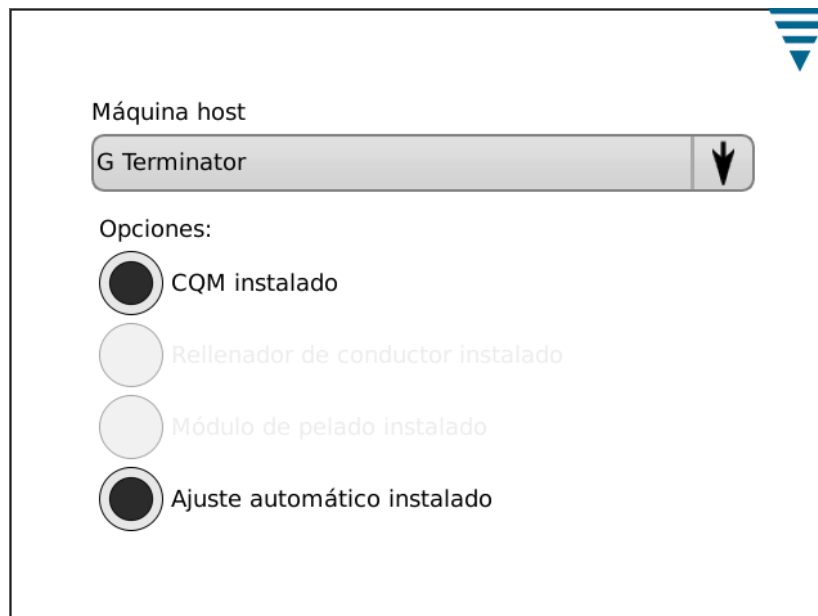 Máquina host
G Terminator
Opciones:
CQM instalado
Rellenador de conductor instalado
Módulo de pelado instalado
Ajuste automático instalado